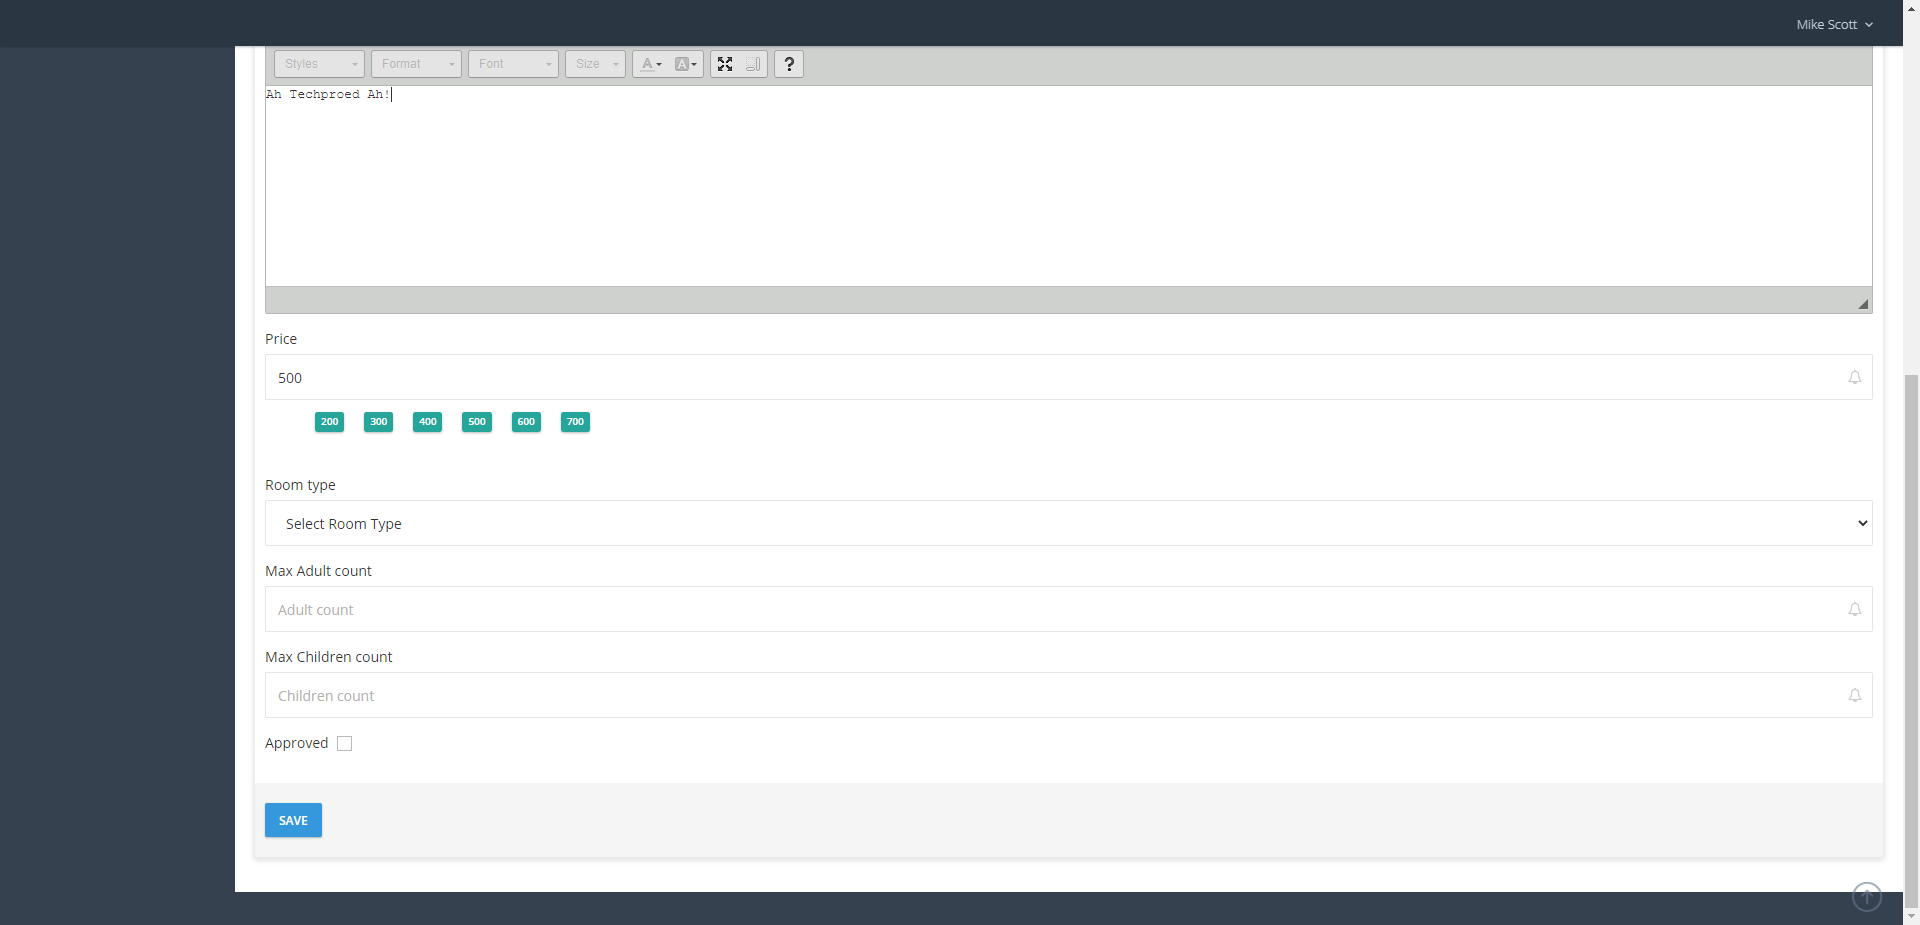 Mike Scott
Styles Format Font Size A A ?
Ah Techproed Ah!
Price
500
200 300 400 500 600 700
Room type
Select Room Type
Max Adult count
Adult count
Max Children count
Children count
Approved
SAVE